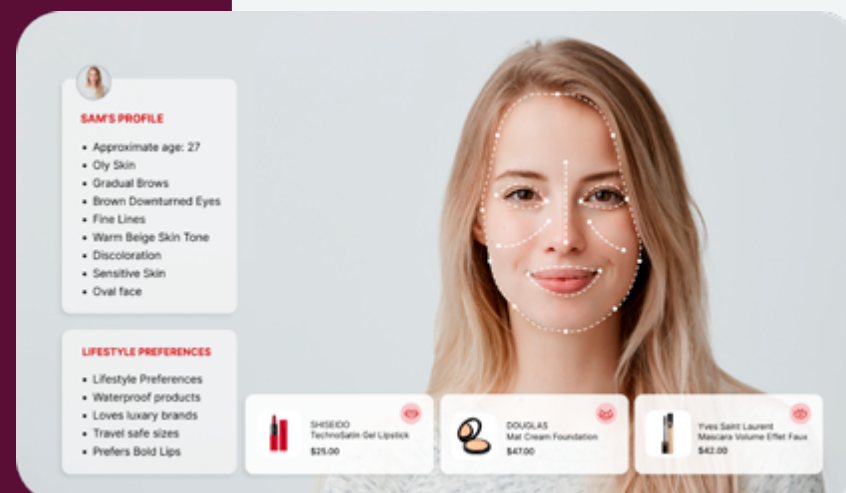 SAM'S PROFILE
Approximate age: 27
Oly Skin
Gradual Brows
Brown Downturned Eyes
Fine Lines
Warm Beige Skin Tone
Discoloration
Sensitive Skin
Oval face
LIFESTYLE PREFERENCES
Lifestyle Preferences
Waterproof products
Loves luxary brands
Travel safe sizes
Prefers Bold Lips
SHISEIDO
TechnoSatin Gel Lipstick
$25.00
DOUGLAS
Mat Cream Foundation
$47.00
Yves Saint Laurent
Mascara Volume Effet Faux
$42.00